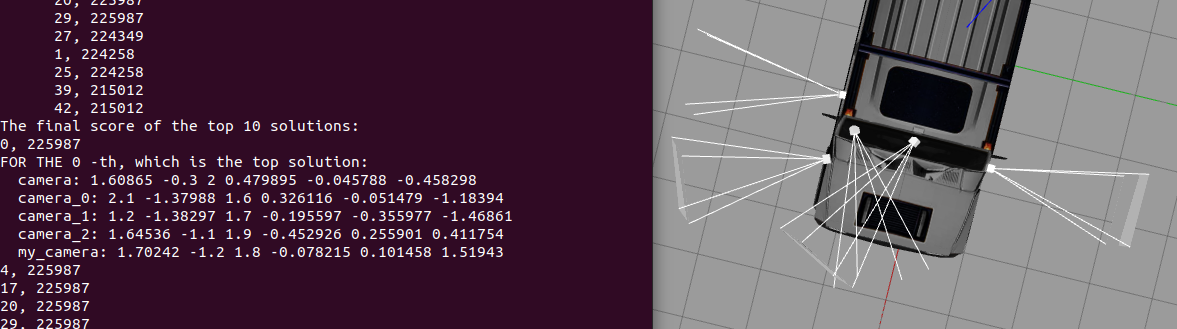 20, 225987
29, 225987
27, 224349
1, 224258
25, 224258
39, 215012
42, 215012
The final score of the top 10 solutions:
0, 225987
FOR THE 0 -th, which is the top solution:
camera: 1.60865 -0.3 2 0.479895 -0.045788 -0.458298
camera_0: 2.1 -1.37988 1.6 0.326116 -0.051479 -1.18394
camera_1: 1.2 -1.38297 1.7 -0.195597 -0.355977 -1.46861
camera_2: 1.64536 -1.1 1.9 -0.452926 0.255901 0.411754
my_camera: 1.70242 -1.2 1.8 -0.078215 0.101458 1.51943
4, 225987
17, 225987
20, 225987
29, 225987